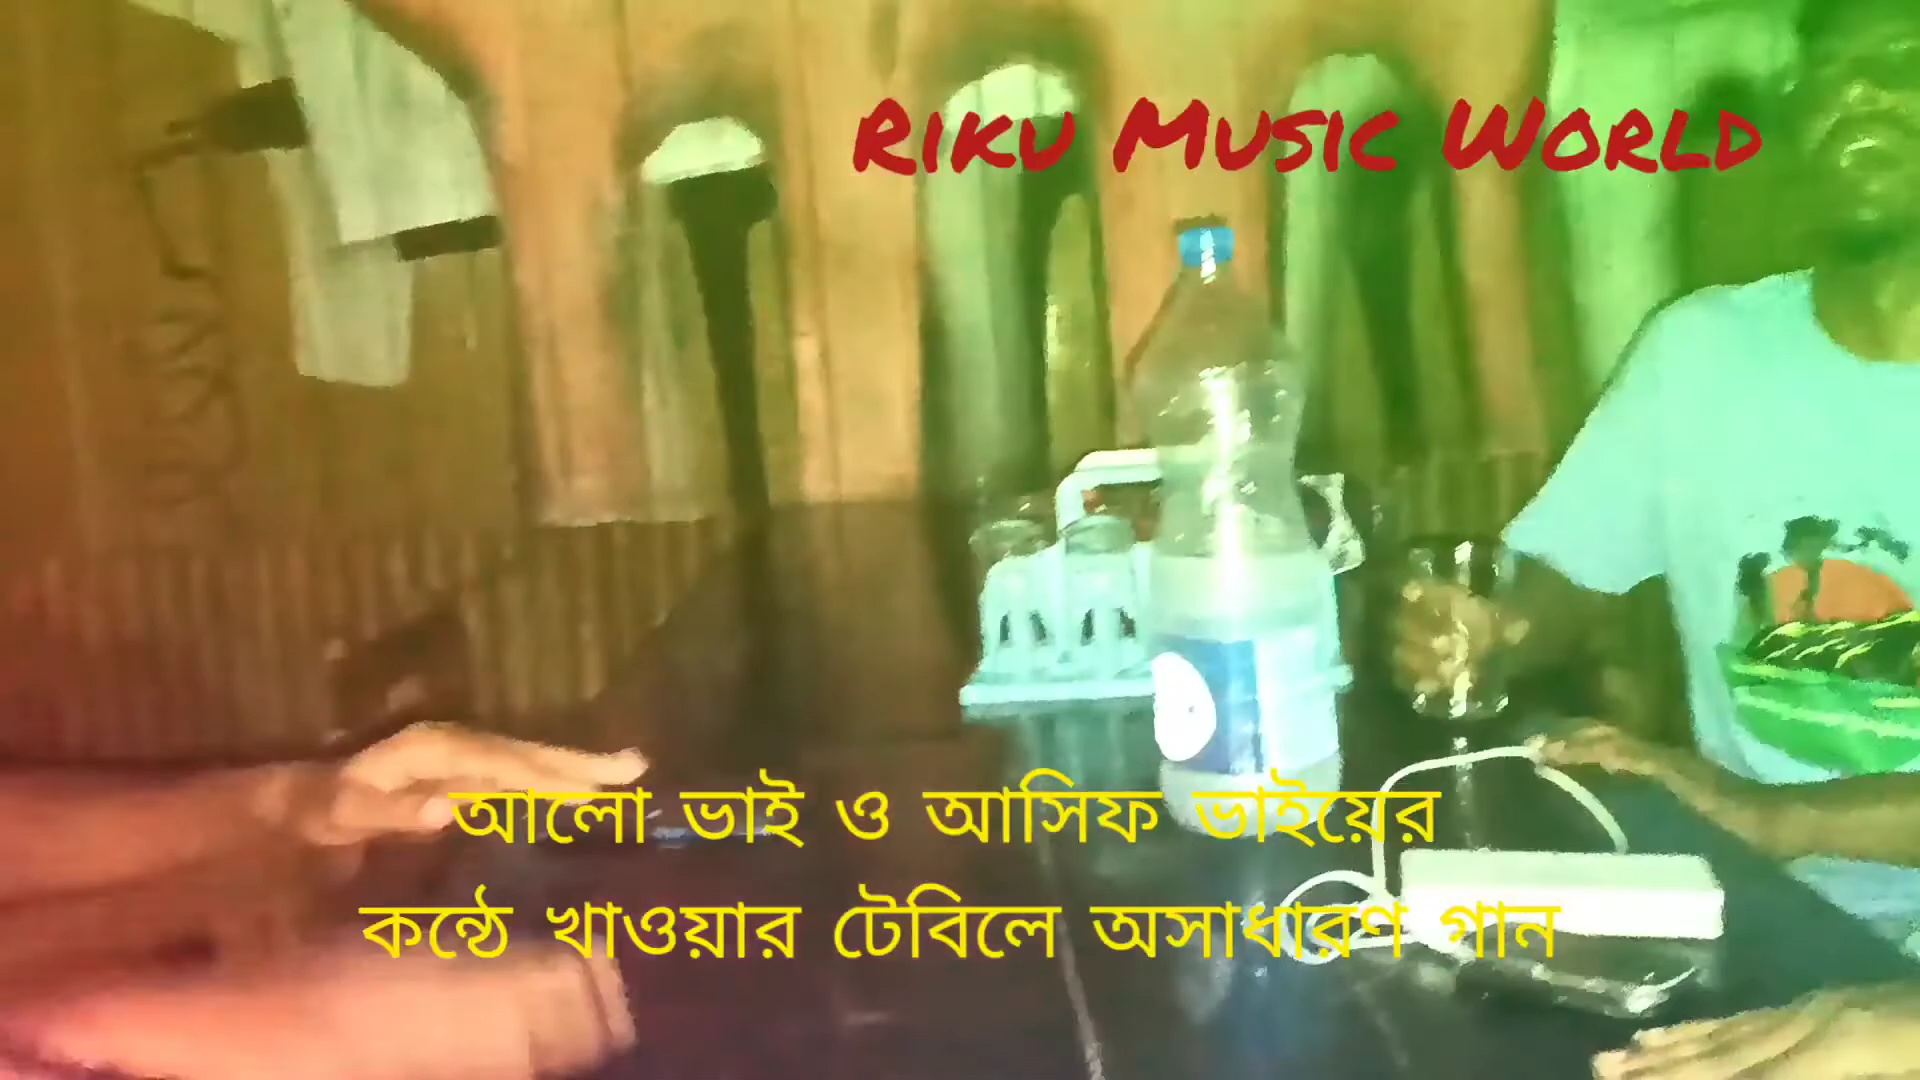 Riku Music World
আলো ভাই ও আসিফ ভাইয়ের
কন্ঠে খাওয়ার টেবিলে অসাধারণ গান